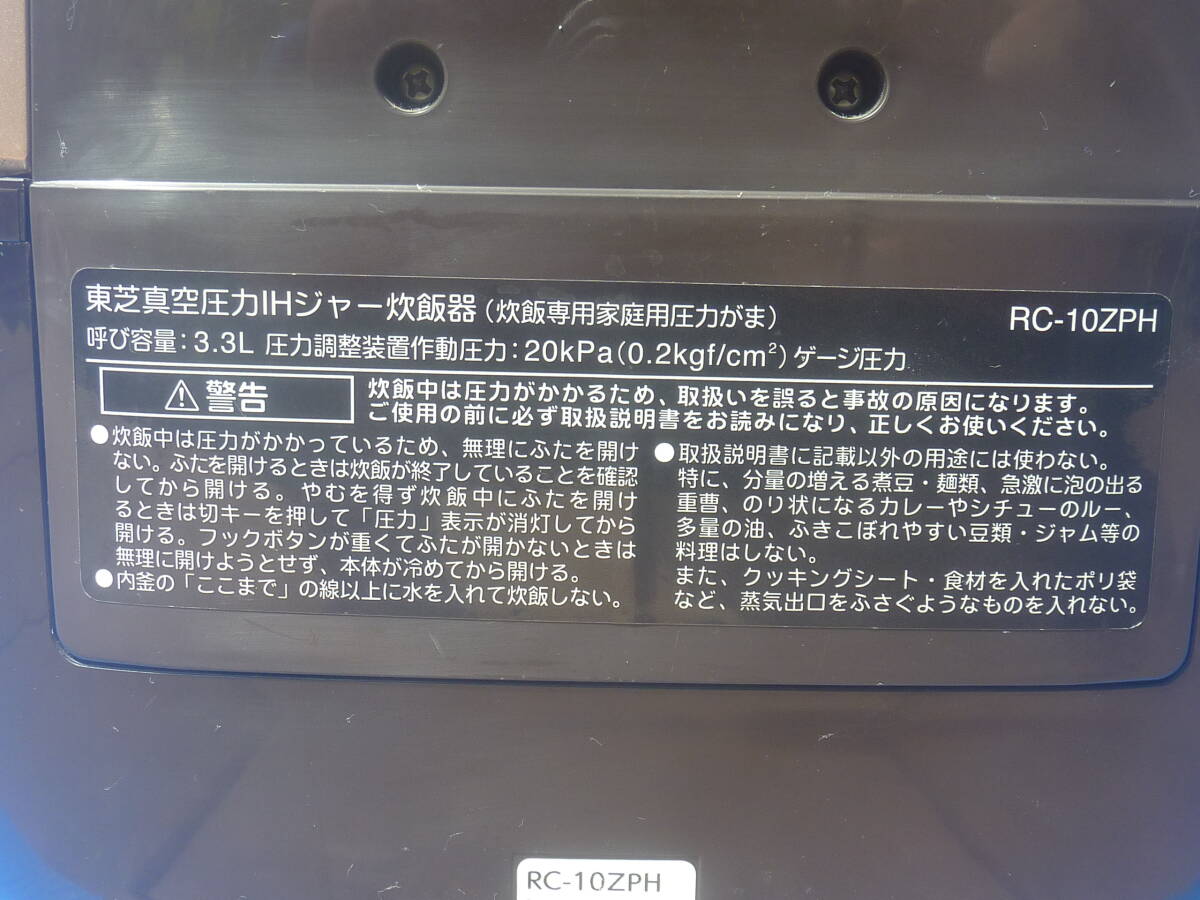 東芝真空圧力IHジャー炊飯器（炊飯専用家庭用圧力がま） RC-10ZPH
呼び容量：3.3L 圧力調整装置作動圧力：20kPa(0.2kgf/cm²)ゲージ圧力
⚠警告
炊飯中は圧力がかかるため、取扱いを誤ると事故の原因になります。
ご使用の前に必ず取扱説明書をお読みになり、正しくお使いください。
●炊飯中は圧力がかかっているため、無理にふたを開け
ない。ふたを開けるときは炊飯が終了していることを確認
してから開ける。やむを得ず炊飯中にふたを開け
るときは切キーを押して「圧力」表示が消灯してから
開ける。フックボタンが重くてふたが開かないときは
無理に開けようとせず、本体が冷めてから開ける。
●内釜の「ここまで」の線以上に水を入れて炊飯しない。
●取扱説明書に記載以外の用途には使わない。
特に、分量の増える煮豆・麺類、急激に泡の出る
重曹、のり状になるカレーやシチューのルー、
多量の油、ふきこぼれやすい豆類・ジャム等の
料理はしない。
また、クッキングシート・食材を入れたポリ袋
など、蒸気出口をふさぐようなものを入れない。
RC-10ZPH